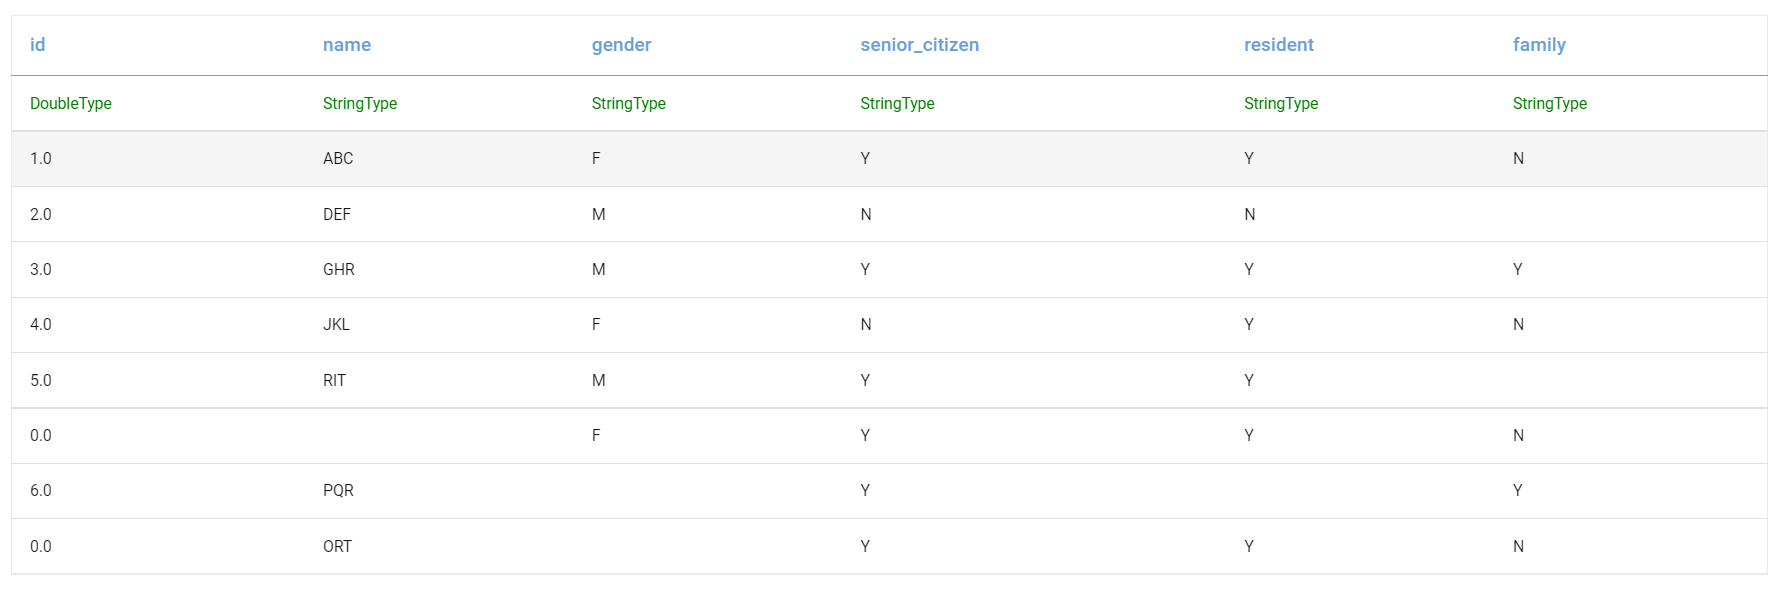 id name gender senior_citizen resident family
DoubleType StringType StringType StringType StringType StringType
1.0 ABC F Y Y N
2.0 DEF M N N
3.0 GHR M Y Y Y
4.0 JKL F N Y N
5.0 RIT M Y Y
0.0 F Y Y N
6.0 PQR Y Y
0.0 ORT Y Y N